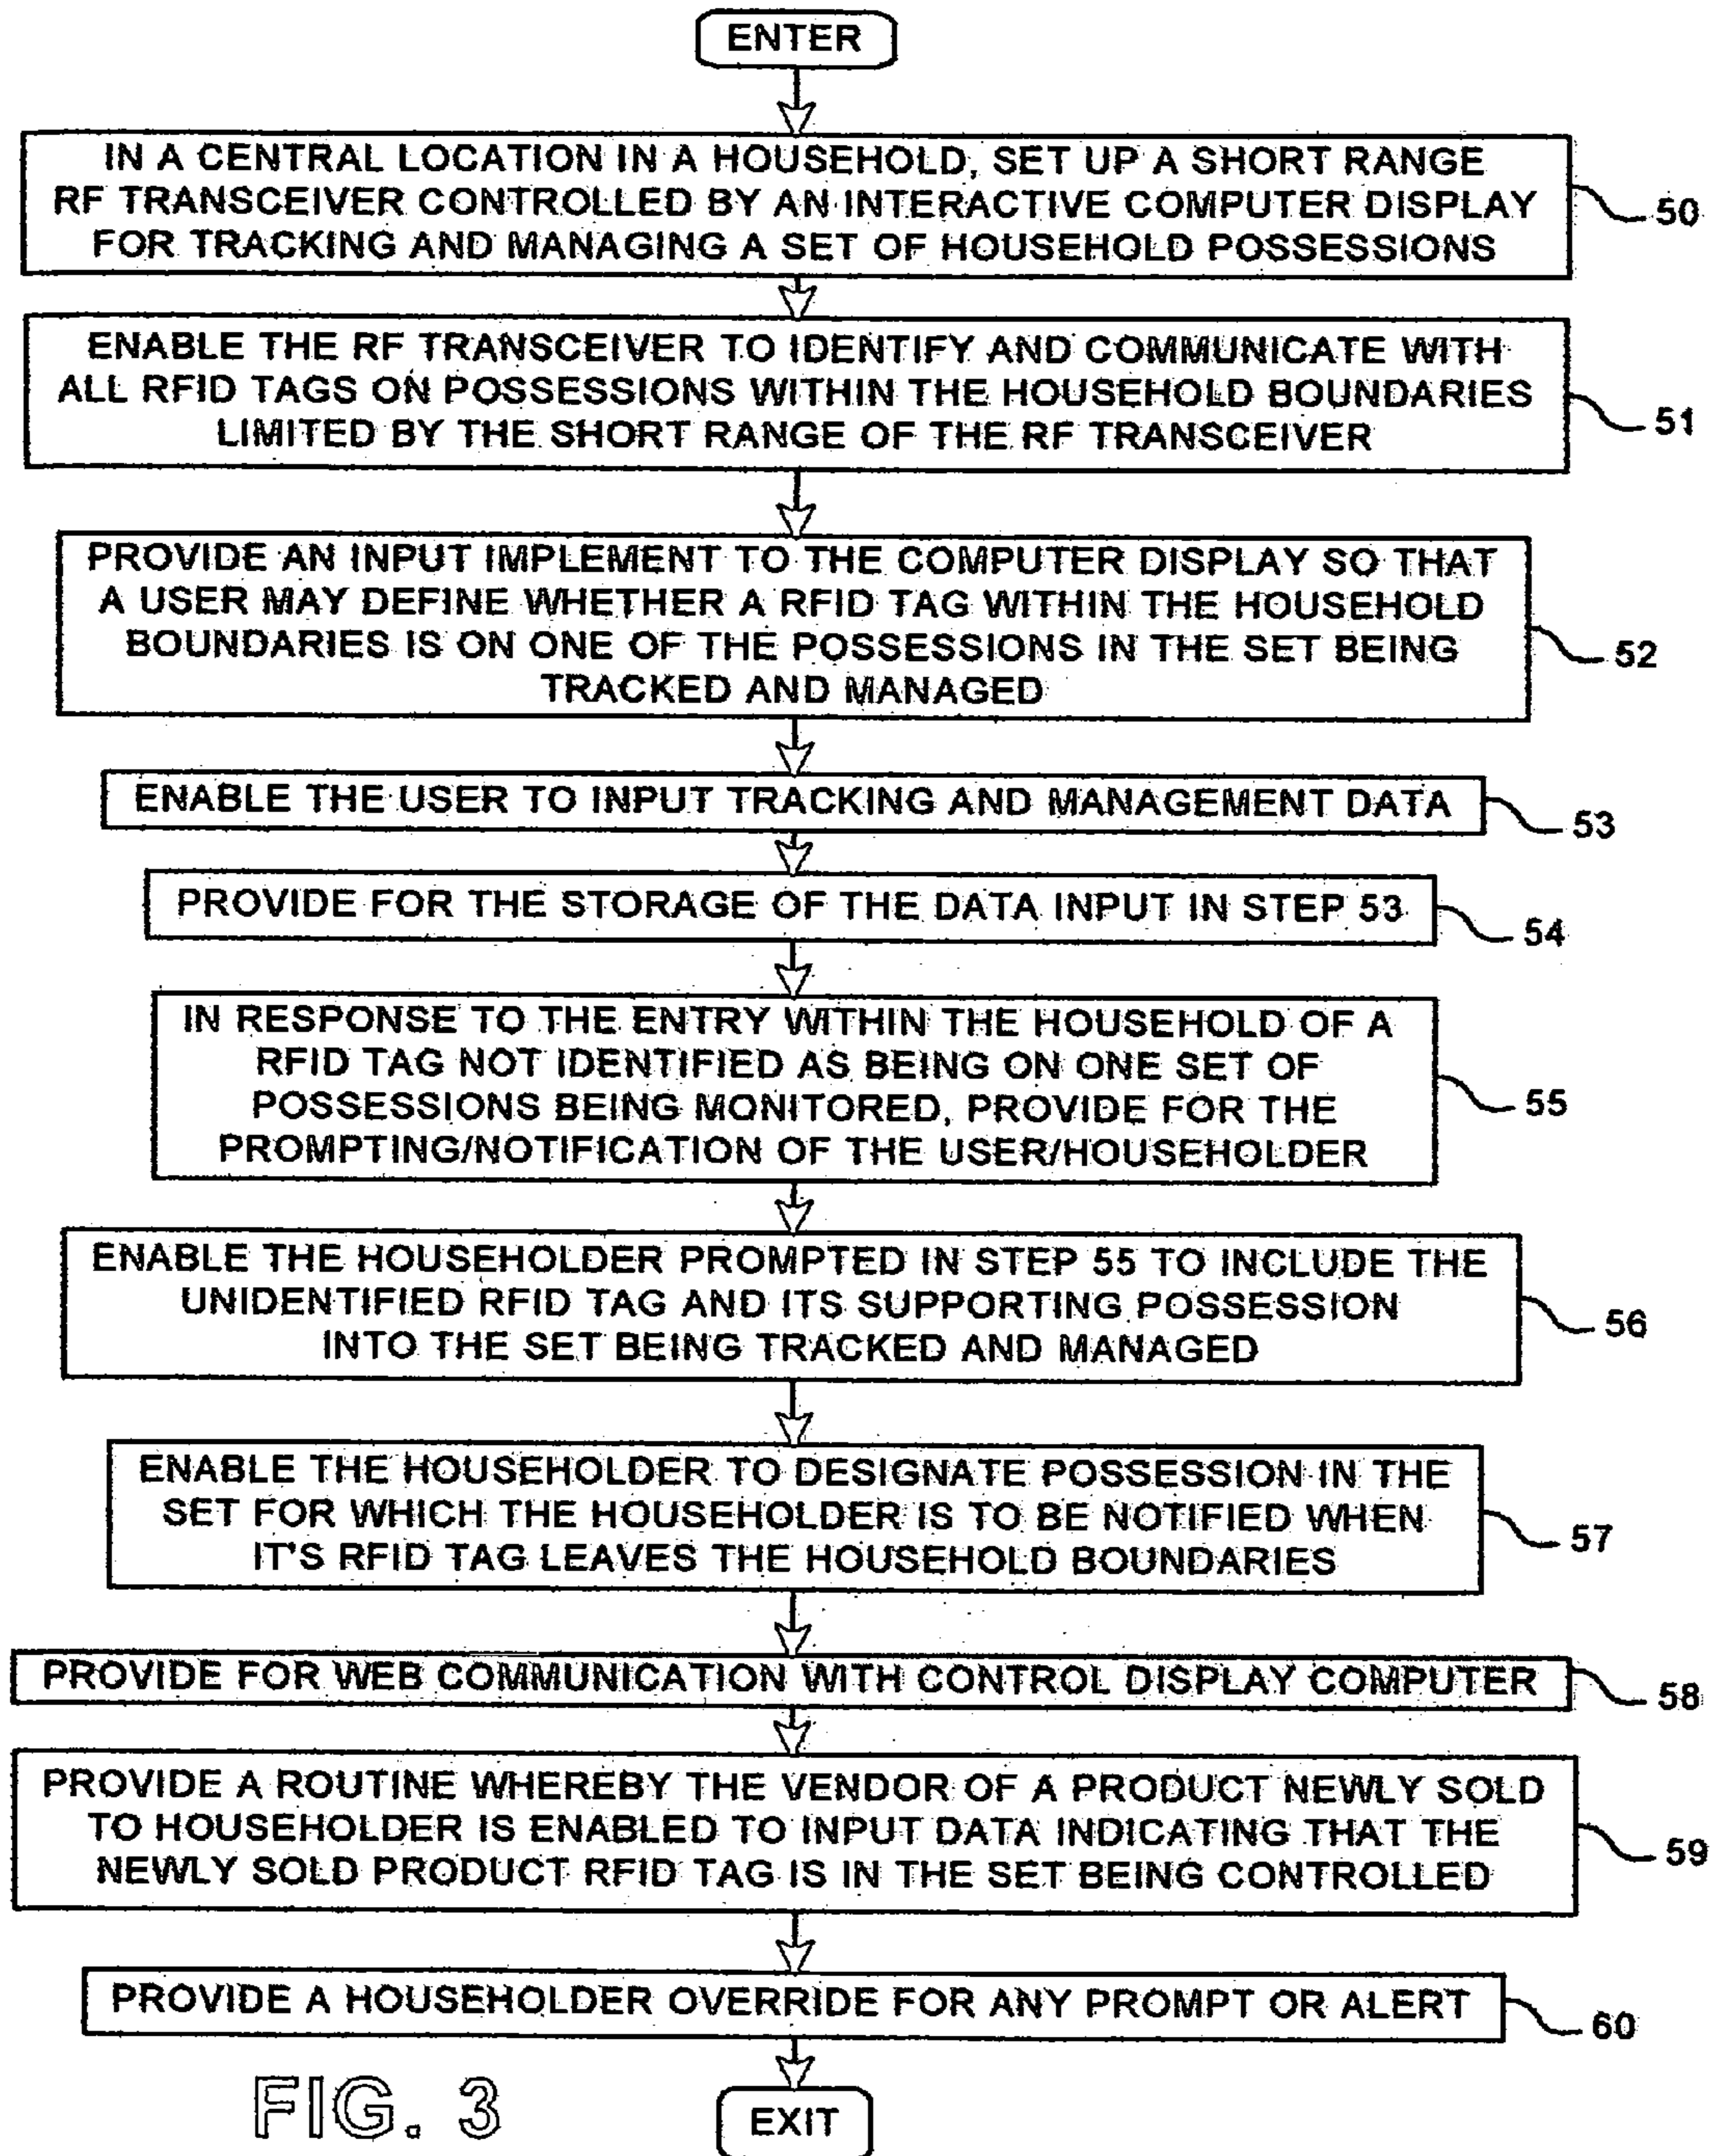 ENTER
IN A CENTRAL LOCATION IN A HOUSEHOLD, SET UP A SHORT RANGE
RF TRANSCEIVER CONTROLLED BY AN INTERACTIVE COMPUTER DISPLAY
FOR TRACKING AND MANAGING A SET OF HOUSEHOLD POSSESSIONS
50
ENABLE THE RF TRANSCEIVER TO IDENTIFY AND COMMUNICATE WITH
ALL RFID TAGS ON POSSESSIONS WITHIN THE HOUSEHOLD BOUNDARIES
LIMITED BY THE SHORT RANGE OF THE RF TRANSCEIVER
51
PROVIDE AN INPUT IMPLEMENT TO THE COMPUTER DISPLAY SO THAT
A USER MAY DEFINE WHETHER A RFID TAG WITHIN THE HOUSEHOLD
BOUNDARIES IS ON ONE OF THE POSSESSIONS IN THE SET BEING
TRACKED AND MANAGED
52
ENABLE THE USER TO INPUT TRACKING AND MANAGEMENT DATA
53
PROVIDE FOR THE STORAGE OF THE DATA INPUT IN STEP 53
54
IN RESPONSE TO THE ENTRY WITHIN THE HOUSEHOLD OF A
RFID TAG NOT IDENTIFIED AS BEING ON ONE SET OF
POSSESSIONS BEING MONITORED, PROVIDE FOR THE
PROMPTING/NOTIFICATION OF THE USER/HOUSEHOLDER
55
ENABLE THE HOUSEHOLDER PROMPTED IN STEP 55 TO INCLUDE THE
UNIDENTIFIED RFID TAG AND ITS SUPPORTING POSSESSION
INTO THE SET BEING TRACKED AND MANAGED
56
ENABLE THE HOUSEHOLDER TO DESIGNATE POSSESSION IN THE
SET FOR WHICH THE HOUSEHOLDER IS TO BE NOTIFIED WHEN
IT'S RFID TAG LEAVES THE HOUSEHOLD BOUNDARIES
57
PROVIDE FOR WEB COMMUNICATION WITH CONTROL DISPLAY COMPUTER
58
PROVIDE A ROUTINE WHEREBY THE VENDOR OF A PRODUCT NEWLY SOLD
TO HOUSEHOLDER IS ENABLED TO INPUT DATA INDICATING THAT THE
NEWLY SOLD PRODUCT RFID TAG IS IN THE SET BEING CONTROLLED
59
PROVIDE A HOUSEHOLDER OVERRIDE FOR ANY PROMPT OR ALERT
60
EXIT
FIG. 3